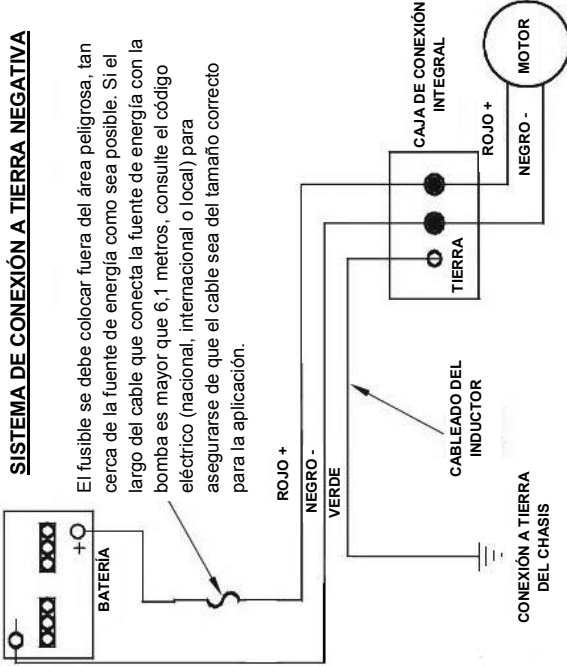 SISTEMA DE CONEXIÓN A TIERRA NEGATIVA
El fusible se debe colocar fuera del área peligrosa, tan
cerca de la fuente de energía como sea posible. Si el
largo del cable que conecta la fuente de energía con la
bomba es mayor que 6,1 metros, consulte el código
eléctrico (nacional, internacional o local) para
asegurarse de que el cable sea del tamaño correcto
para la aplicación.
-
+
BATERÍA
ROJO +
NEGRO -
VERDE
CAJA DE CONEXIÓN
INTEGRAL
TIERRA
ROJO +
NEGRO -
MOTOR
CABLEADO DEL
INDUCTOR
CONEXIÓN A TIERRA
DEL CHASIS